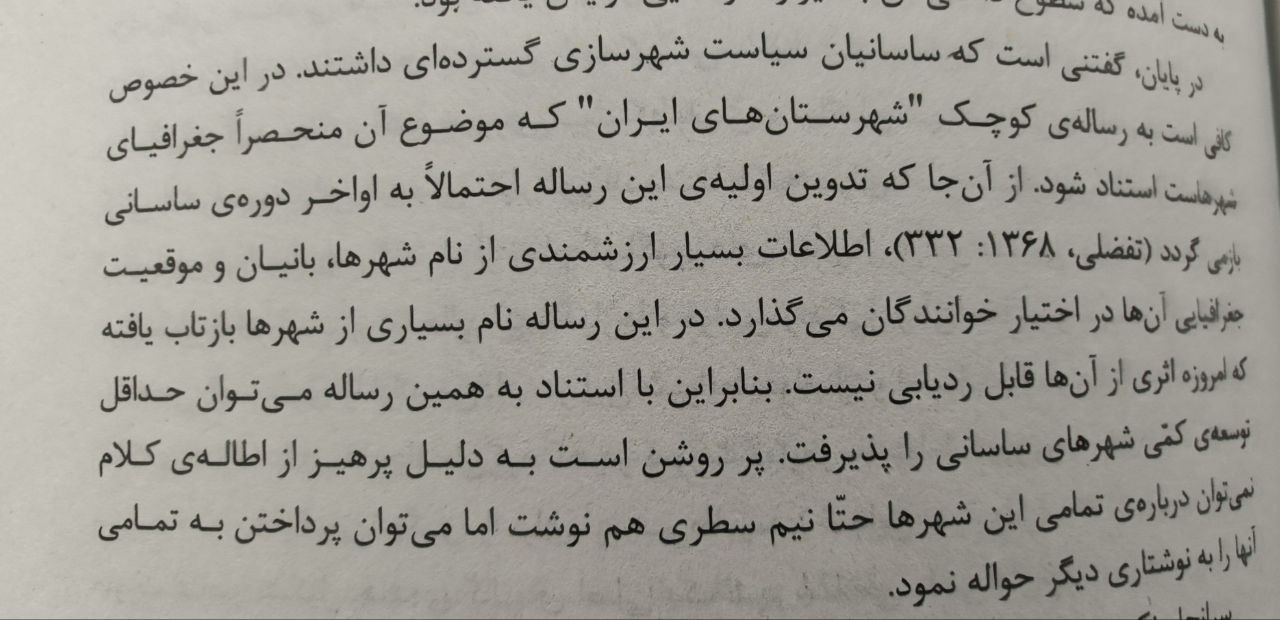 به دست آمده که سطوح
در پایان، گفتنی است که ساسانیان سیاست شهرسازی گسترده‌ای داشتند. در این خصوص
کافی است به رساله‌ی کوچک "شهرستان‌های ایران" که موضوع آن منحصراً جغرافیای
شهرهاست استناد شود. از آن‌جا که تدوین اولیه‌ی این رساله احتمالاً به اواخر دوره‌ی ساسانی
بازمی گردد (تفضلی، ۱۳۶۸: ۳۳۲)، اطلاعات بسیار ارزشمندی از نام شهرها، بانیان و موقعیت
جغرافیایی آن‌ها در اختیار خوانندگان می‌گذارد. در این رساله نام بسیاری از شهرها بازتاب یافته
که امروزه اثری از آن‌ها قابل ردیابی نیست. بنابراین با استناد به همین رساله می‌توان حداقل
توسعه‌ی کمّی شهرهای ساسانی را پذیرفت. پر روشن است به دلیل پرهیز از اطاله‌ی کلام
نمی‌توان درباره‌ی تمامی این شهرها حتّا نیم سطری هم نوشت اما می‌توان پرداختن به تمامی
آنها را به نوشتاری دیگر حواله نمود.